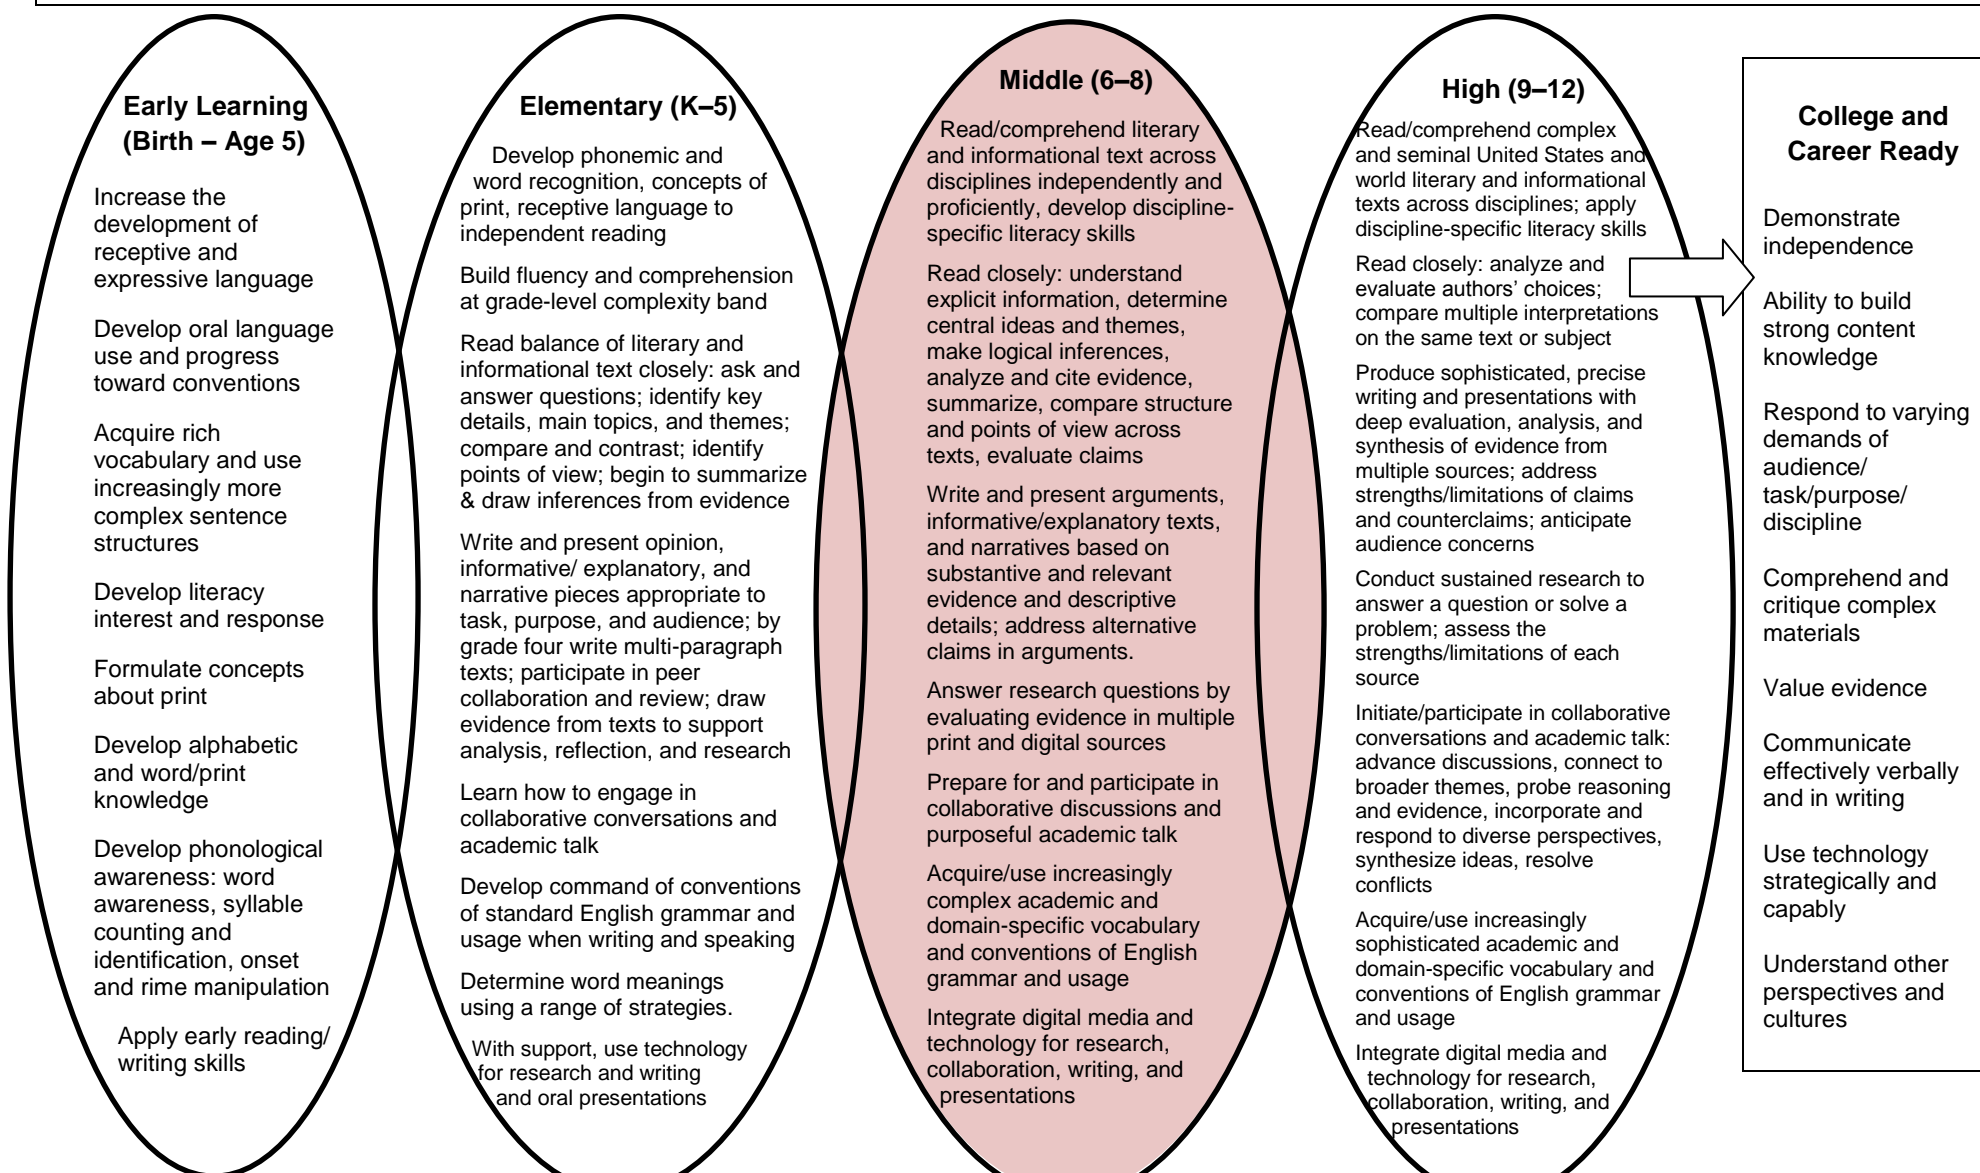 Early Learning
(Birth – Age 5)
Increase the
development of
receptive and
expressive language
Develop oral language
use and progress
toward conventions
Acquire rich
vocabulary and use
increasingly more
complex sentence
structures
Develop literacy
interest and response
Formulate concepts
about print
Develop alphabetic
and word/print
knowledge
Develop phonological
awareness: word
awareness, syllable
counting and
identification, onset
and rime manipulation
Apply early reading/
writing skills
Elementary (K–5)
Develop phonemic and
word recognition, concepts of
print, receptive language to
independent reading
Build fluency and comprehension
at grade-level complexity band
Read balance of literary and
informational text closely: ask and
answer questions; identify key
details, main topics, and themes;
compare and contrast; identify
points of view; begin to summarize
& draw inferences from evidence
Write and present opinion,
informative/ explanatory, and
narrative pieces appropriate to
task, purpose, and audience; by
grade four write multi-paragraph
texts; participate in peer
collaboration and review; draw
evidence from texts to support
analysis, reflection, and research
Learn how to engage in
collaborative conversations and
academic talk
Develop command of conventions
of standard English grammar and
usage when writing and speaking
Determine word meanings
using a range of strategies.
With support, use technology
for research and writing
and oral presentations
Middle (6–8)
Read/comprehend literary
and informational text across
disciplines independently and
proficiently, develop discipline-
specific literacy skills
Read closely: understand
explicit information, determine
central ideas and themes,
make logical inferences,
analyze and cite evidence,
summarize, compare structure
and points of view across
texts, evaluate claims
Write and present arguments,
informative/explanatory texts,
and narratives based on
substantive and relevant
evidence and descriptive
details; address alternative
claims in arguments.
Answer research questions by
evaluating evidence in multiple
print and digital sources
Prepare for and participate in
collaborative discussions and
purposeful academic talk
Acquire/use increasingly
complex academic and
domain-specific vocabulary
and conventions of English
grammar and usage
Integrate digital media and
technology for research,
collaboration, writing, and
presentations
High (9–12)
Read/comprehend complex
and seminal United States and
world literary and informational
texts across disciplines; apply
discipline-specific literacy skills
Read closely: analyze and
evaluate authors’ choices;
compare multiple interpretations
on the same text or subject
Produce sophisticated, precise
writing and presentations with
deep evaluation, analysis, and
synthesis of evidence from
multiple sources; address
strengths/limitations of claims
and counterclaims; anticipate
audience concerns
Conduct sustained research to
answer a question or solve a
problem; assess the
strengths/limitations of each
source
Initiate/participate in collaborative
conversations and academic talk:
advance discussions, connect to
broader themes, probe reasoning
and evidence, incorporate and
respond to diverse perspectives,
synthesize ideas, resolve
conflicts
Acquire/use increasingly
sophisticated academic and
domain-specific vocabulary and
conventions of English grammar
and usage
Integrate digital media and
technology for research,
collaboration, writing, and
presentations
College and
Career Ready
Demonstrate
independence
Ability to build
strong content
knowledge
Respond to varying
demands of
audience/
task/purpose/
discipline
Comprehend and
critique complex
materials
Value evidence
Communicate
effectively verbally
and in writing
Use technology
strategically and
capably
Understand other
perspectives and
cultures